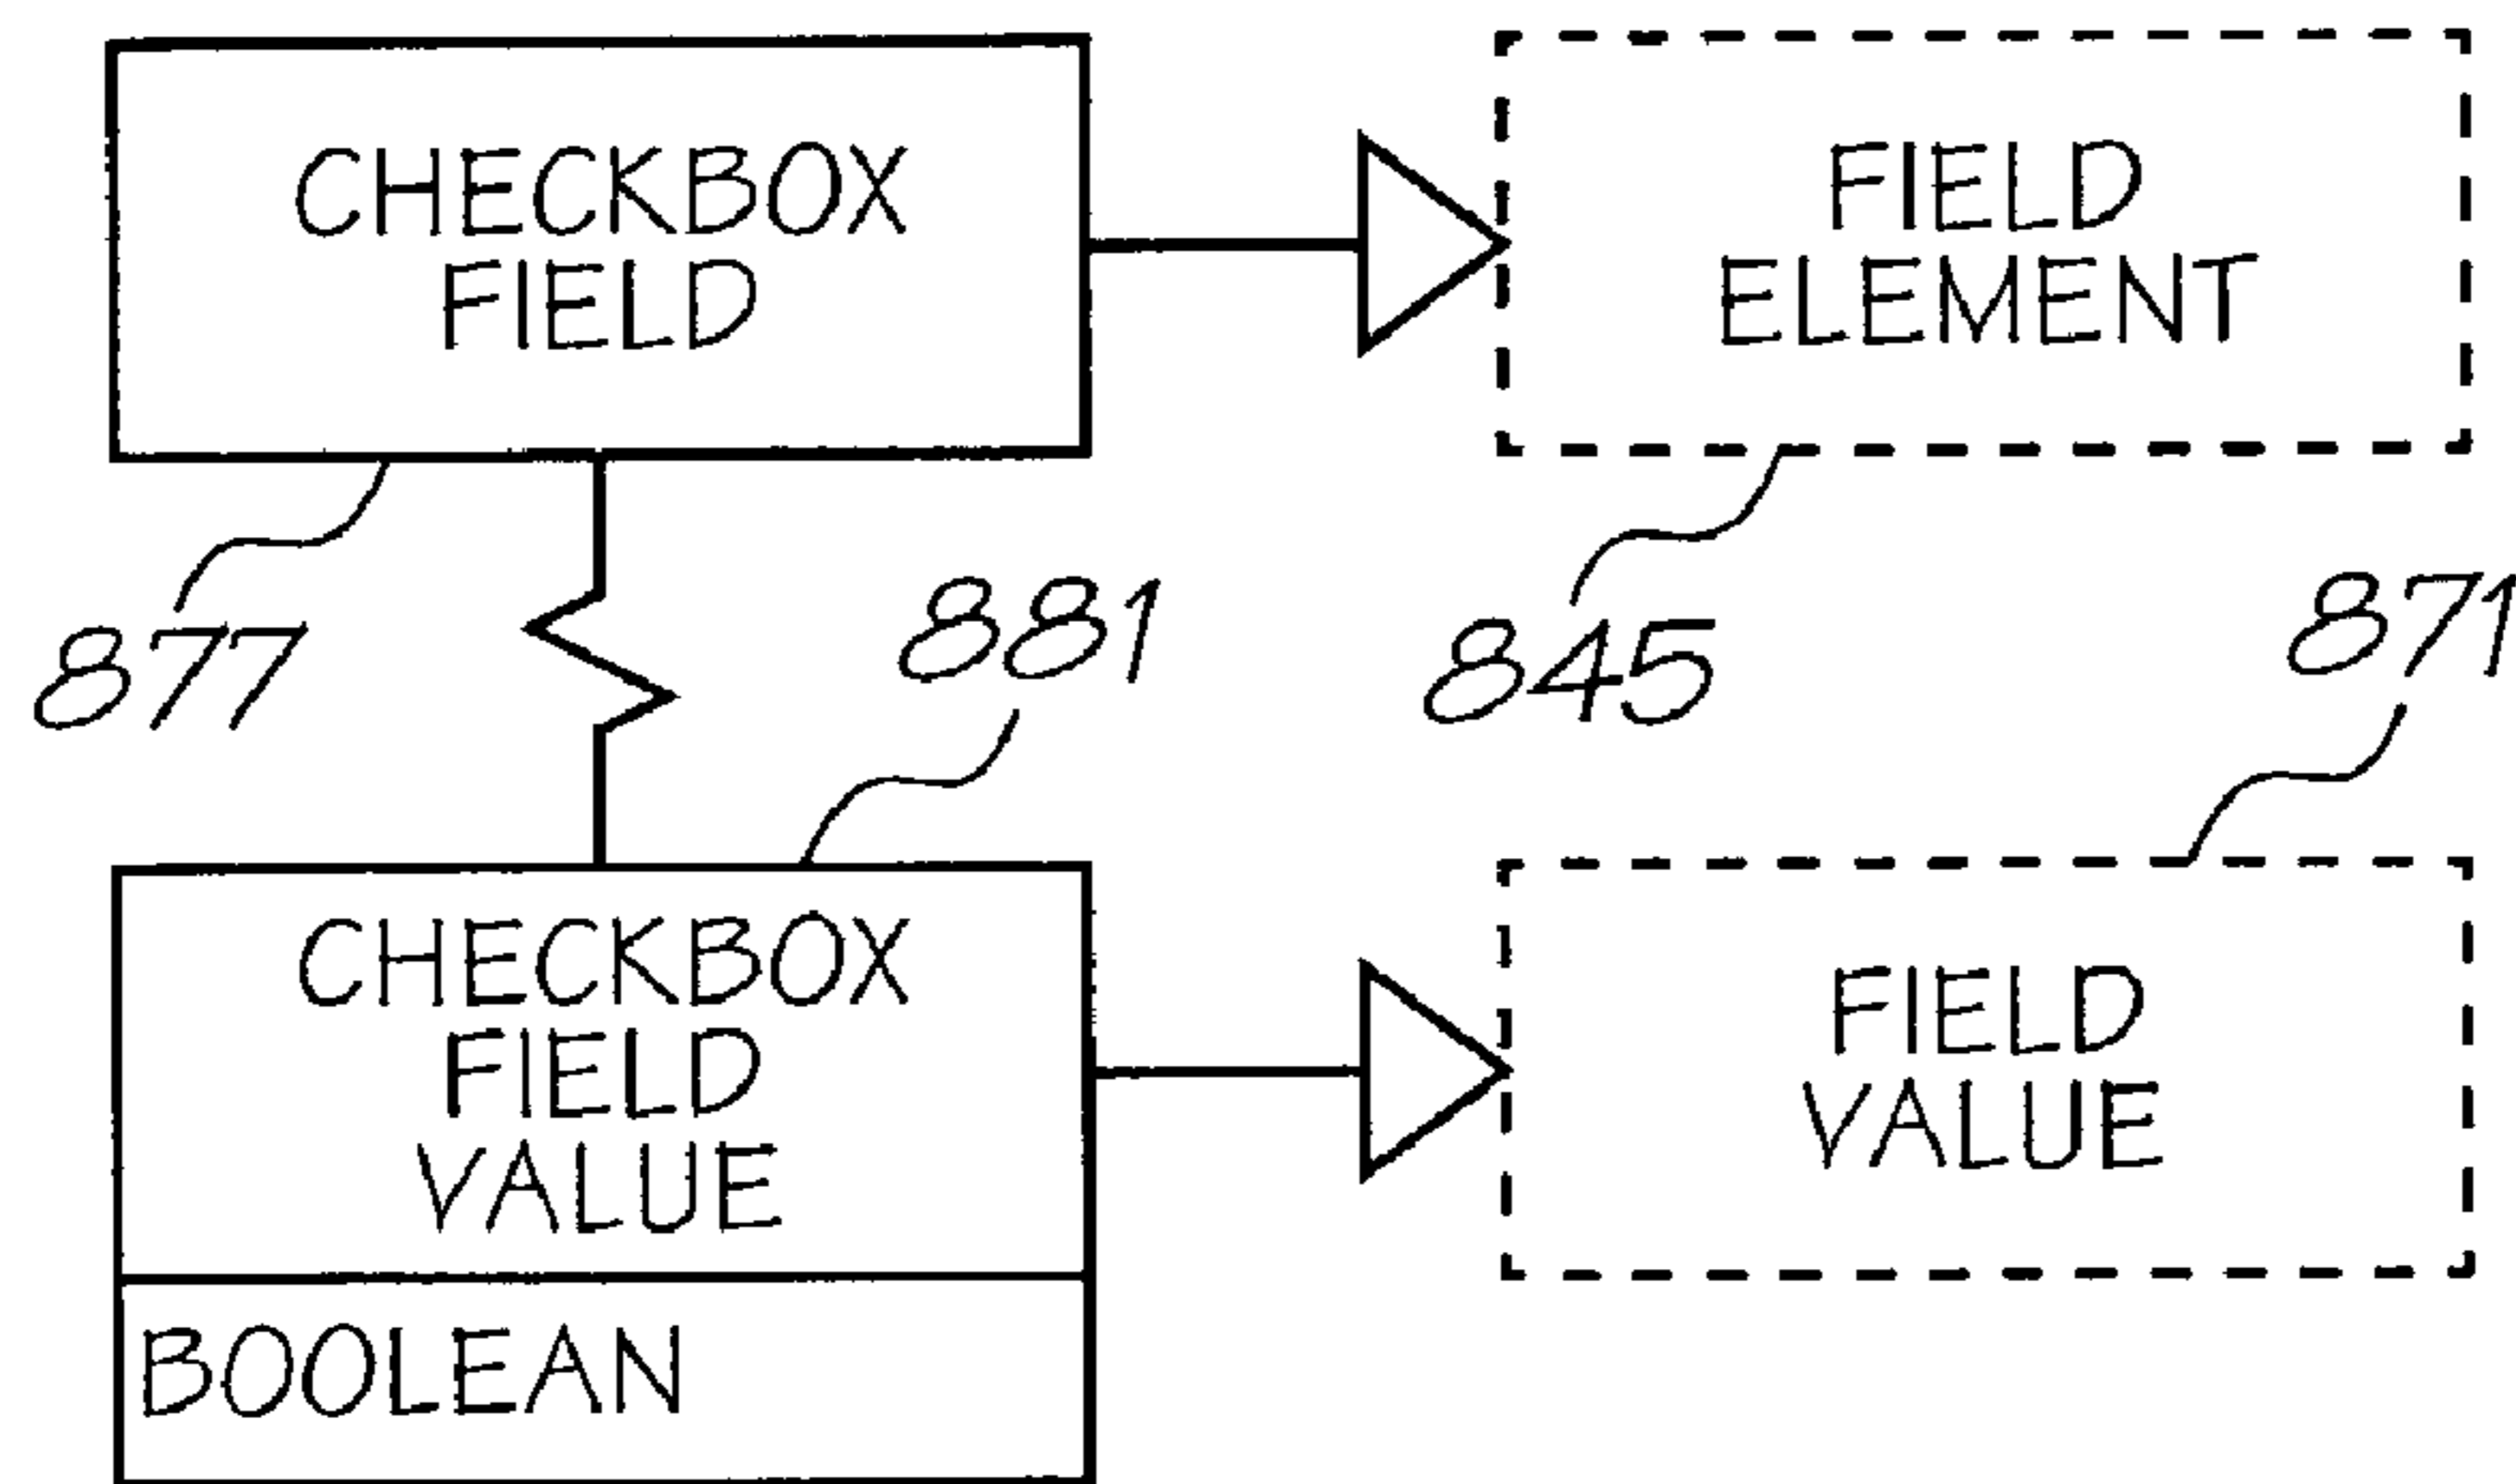 CHECKBOX
FIELD
FIELD
ELEMENT
877
881
845
871
CHECKBOX
FIELD
VALUE
FIELD
VALUE
BOOLEAN